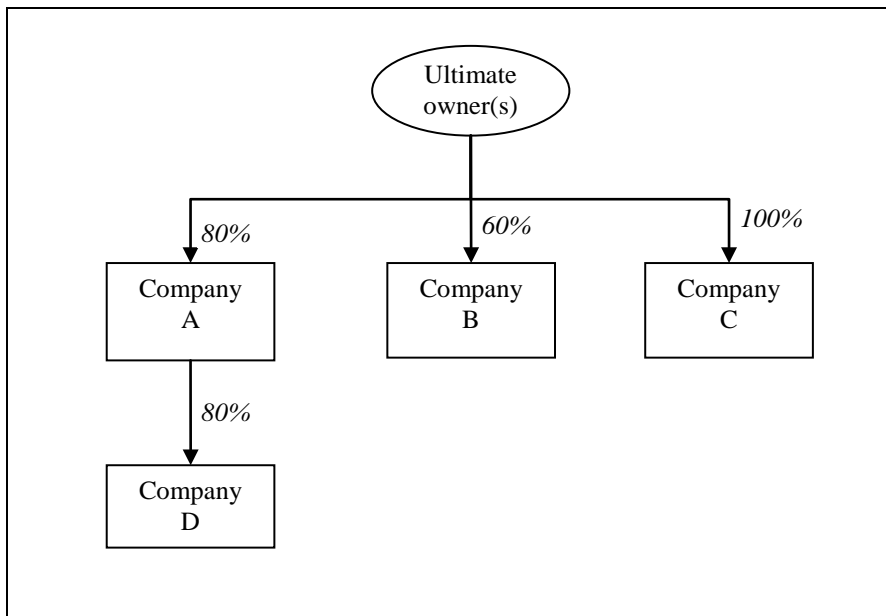 Ultimate
owner(s)
80%
60%
100%
Company
A
Company
B
Company
C
80%
Company
D